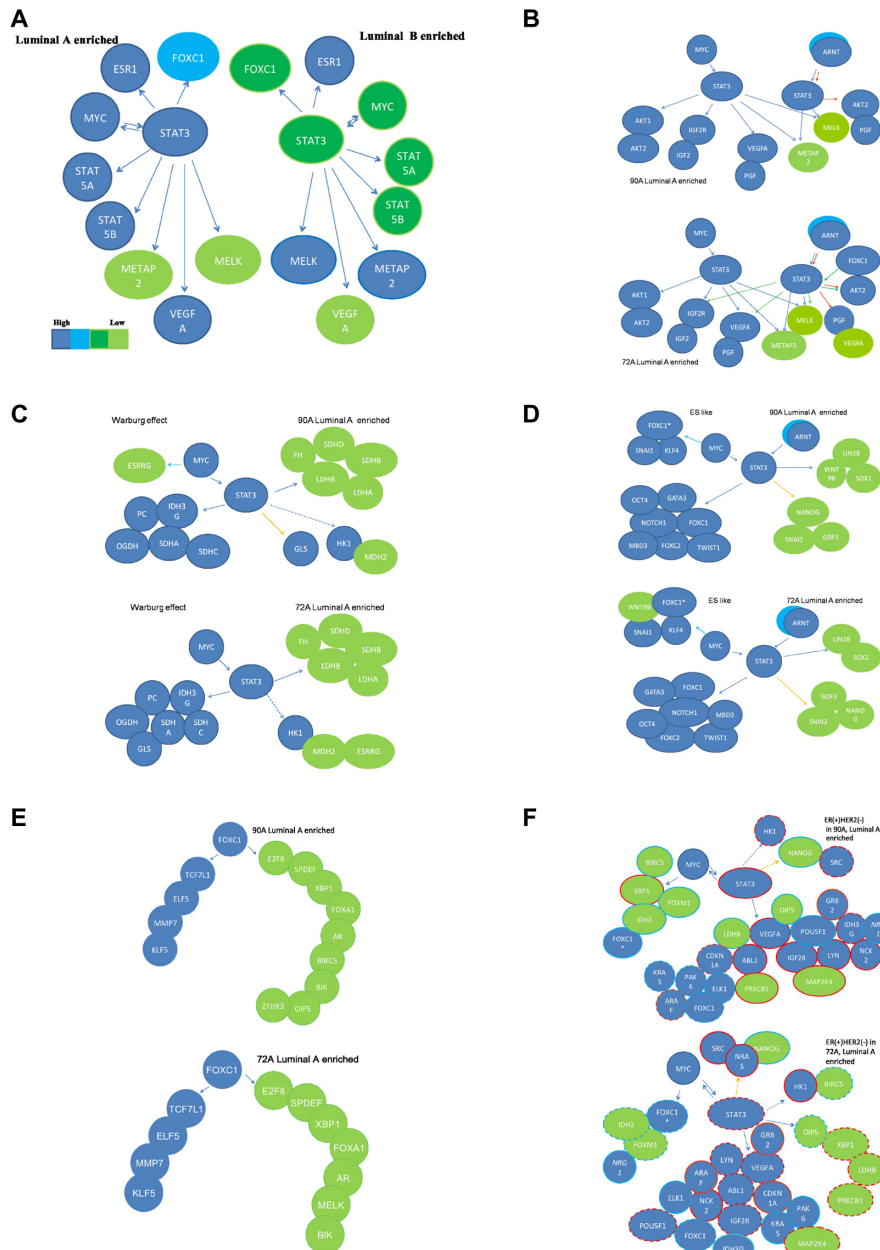 A
Luminal A enriched
Luminal B enriched
FOXC1
ESR1
MYC
STAT3
STAT
5A
STAT
5B
METAP
2
MELK
VEGF
A
FOXC1
ESR1
MYC
STAT3
STAT
5A
STAT
5B
MELK
METAP
2
VEGF
A
High
Low
B
MYC
ARNT
STAT3
STAT3
AKT1
AKT2
IGF2R
IGF2
VEGFA
PGF
METAP
2
MELK
AKT2
PGF
90A Luminal A enriched
MYC
ARNT
STAT3
STAT3
FOXC1
AKT2
AKT1
AKT2
IGF2R
IGF2
VEGFA
PGF
METAP2
MELK
PGF
VEGFA
72A Luminal A enriched
C
Warburg effect
90A Luminal A enriched
ESRRG
MYC
STAT3
FH
SDHD
SDHB
LDHB
LDHA
PC
IDH3
G
OGDH
SDHA
SDHC
GLS
HK1
MDH2
Warburg effect
72A Luminal A enriched
MYC
STAT3
FH
SDHD
SDHB
LDHB
LDHA
PC
IDH3
G
OGDH
SDH
A
SDH
C
GLS
HK1
MDH2
ESRRG
D
ES like
90A Luminal A enriched
FOXC1*
SNAI1
KLF4
MYC
ARNT
STAT3
LIN28
WNT
9B
SOX2
OCT4
GATA3
NOTCH1
FOXC1
MBD3
FOXC2
TWIST1
NANOG
SNAI2
GDF3
ES like
72A Luminal A enriched
WNT9B
FOXC1*
SNAI1
KLF4
MYC
ARNT
STAT3
LIN28
SOX2
GATA3
FOXC1
NOTCH1
MBD3
OCT4
FOXC2
TWIST1
GDF3
NANO
G
SNAI2
E
90A Luminal A enriched
FOXC1
TCF7L1
ELF5
MMP7
KLF5
E2F8
SPDEF
XBP1
FOXA1
AR
BIRC5
BIK
OIP5
ZFHX3
72A Luminal A enriched
FOXC1
TCF7L1
ELF5
MMP7
KLF5
E2F8
SPDEF
XBP1
FOXA1
AR
MELK
BIK
F
ER(+)HER2(-)
in 90A, Luminal A
enriched
HK1
NANOG
SRC
BIRC5
MYC
STAT3
XBP1
FOXM1
IDH2
FOXC1
*
OIP5
GRB
2
LDHB
VEGFA
POU5F1
IDH3
G
NRG
1
CDKN
1A
ABL1
IGF2R
LYN
NCK
2
KRA
S
PAK
6
ELK1
PRKCB1
MAP2K4
ARA
F
FOXC1
ER(+)HER2(-) in
72A, Luminal A
enriched
SRC
NRA
S
NANOG
MYC
HK1
BIRC5
STAT3
FOXC1
*
IDH2
FOXM1
NRG
1
OIP5
XBP1
LDHB
PRKCB1
GRB
2
LYN
VEGFA
ARA
F
ELK1
NCK
2
ABL1
CDKN
1A
PAK
6
POU5F1
IGF2R
KRA
S
FOXC1
IDH3G
MAP2K4